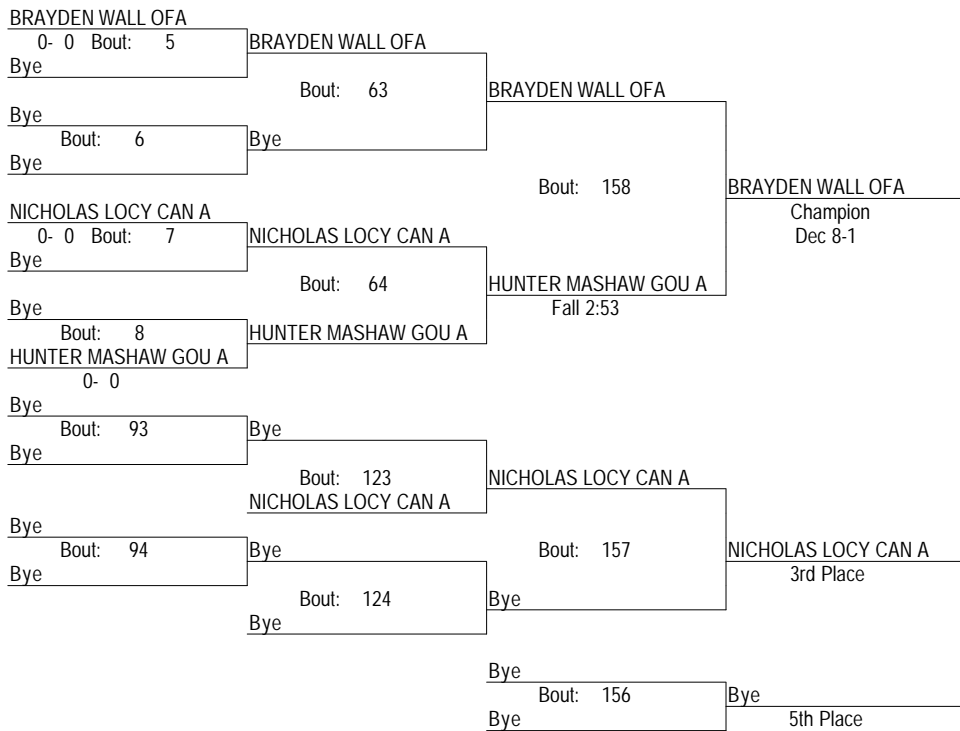 BRAYDEN WALL OFA
0- 0 Bout: 5
BRAYDEN WALL OFA
Bye
Bout: 63
BRAYDEN WALL OFA
Bye
Bout: 6
Bye
Bye
Bout: 158
BRAYDEN WALL OFA
NICHOLAS LOCY CAN A
Champion
0- 0 Bout: 7
NICHOLAS LOCY CAN A
Dec 8-1
Bye
Bout: 64
HUNTER MASHAW GOU A
Bye
Fall 2:53
Bout: 8
HUNTER MASHAW GOU A
HUNTER MASHAW GOU A
0- 0
Bye
Bout: 93
Bye
Bye
Bout: 123
NICHOLAS LOCY CAN A
NICHOLAS LOCY CAN A
Bye
Bout: 94
Bye
Bout: 157
NICHOLAS LOCY CAN A
Bye
3rd Place
Bout: 124
Bye
Bye
Bye
Bout: 156
Bye
Bye
5th Place